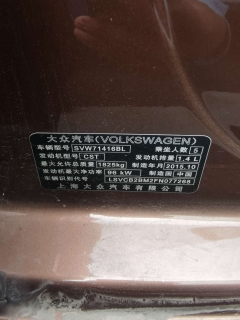 大众汽车(VOLKSWAGEN)
车辆型号 SVW71416BL 乘坐人数 5
发动机型号 CST 发动机排量 1.4 L
最大允许总质量 1825kg 制造年月 2015.10
发动机最大净功率 96 kW 制造国 中国
车辆识别代号 LSVCB2BM2FN077288
上海大众汽车有限公司